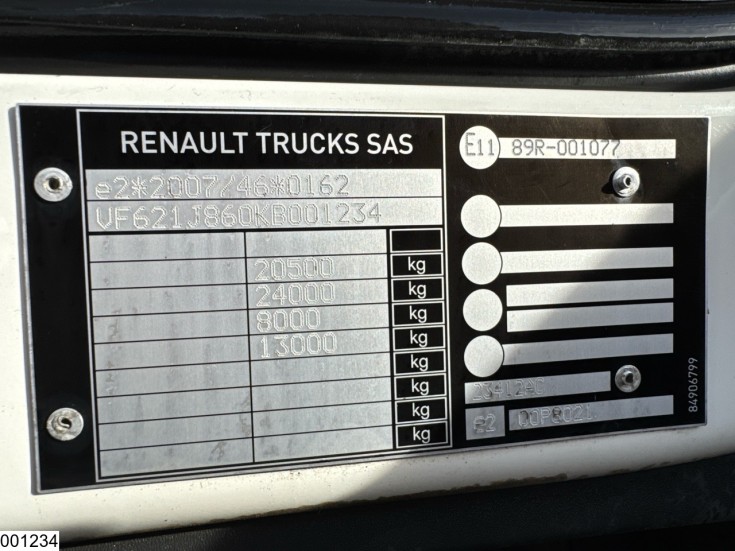 RENAULT TRUCKS SAS
e2*2007/46*0162
VF621J860KB001234
20500 kg
24000 kg
8000 kg
13000 kg
kg
kg
kg
kg
E11 89R-001077
e2
84906799
001234